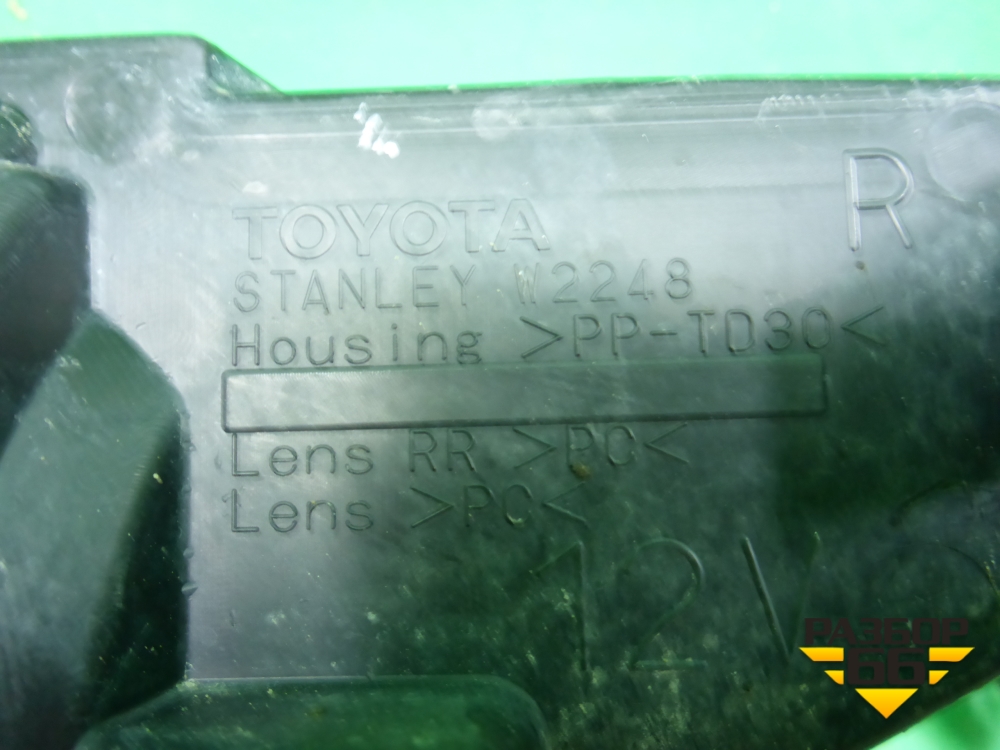 R
TOYOTA
STANLEY W2248
Housing >PP-TD30<
Lens RR >PC<
Lens >PC<
12V
РАЗБОР
66